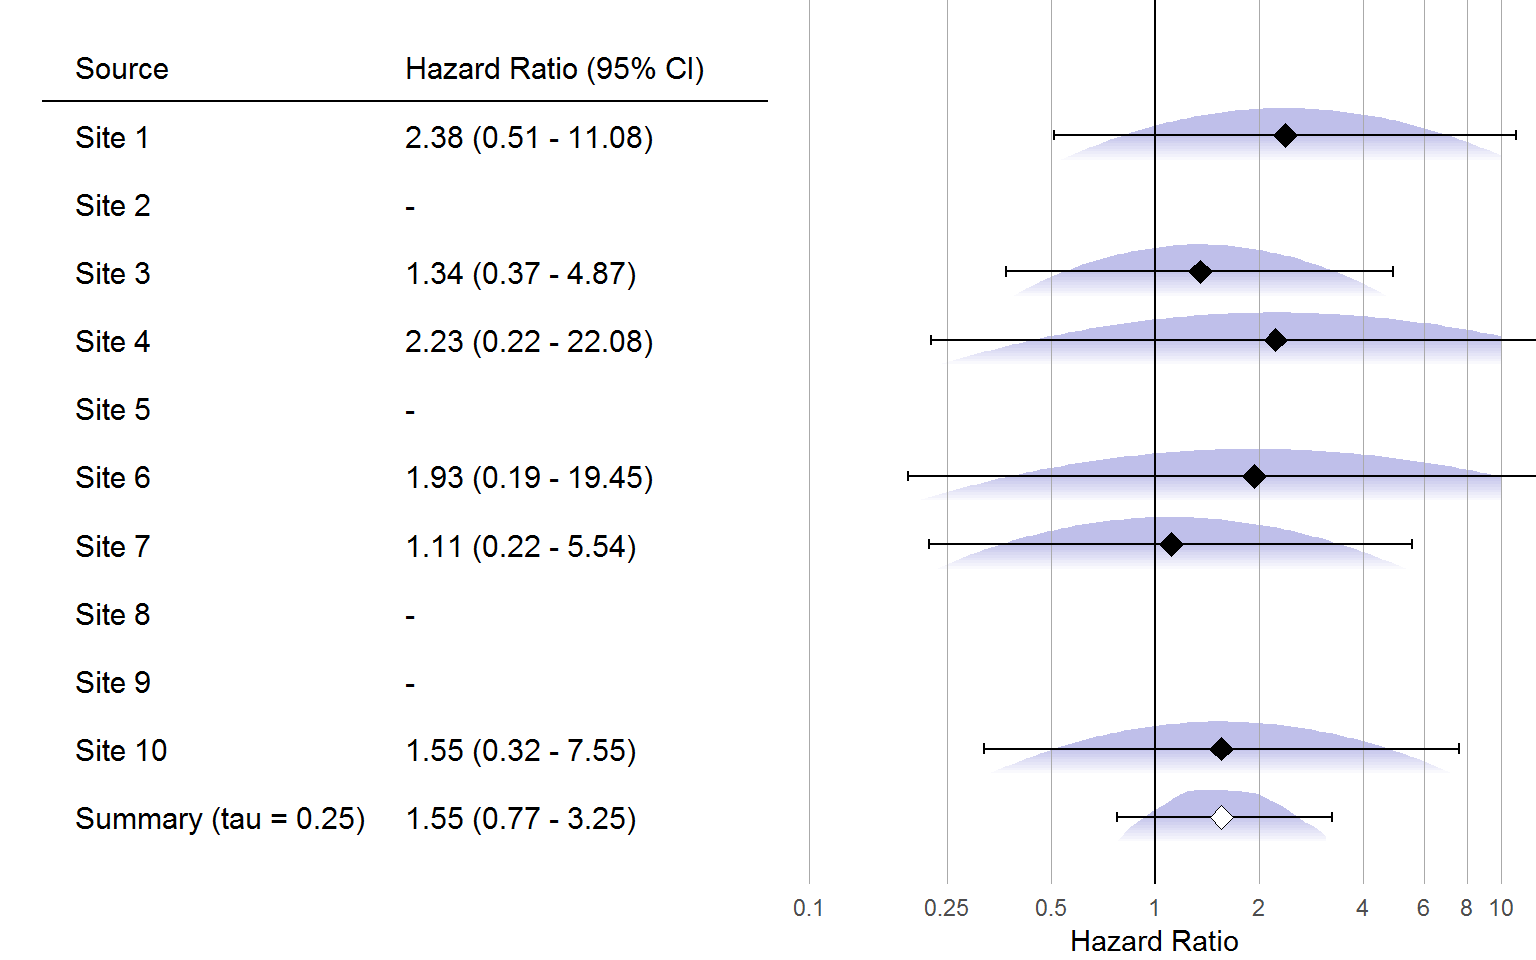 Source Hazard Ratio (95% CI)
Site 1 2.38 (0.51 - 11.08)
Site 2 -
Site 3 1.34 (0.37 - 4.87)
Site 4 2.23 (0.22 - 22.08)
Site 5 -
Site 6 1.93 (0.19 - 19.45)
Site 7 1.11 (0.22 - 5.54)
Site 8 -
Site 9 -
Site 10 1.55 (0.32 - 7.55)
Summary (tau = 0.25) 1.55 (0.77 - 3.25)
0.1 0.25 0.5 1 2 4 6 8 10
Hazard Ratio